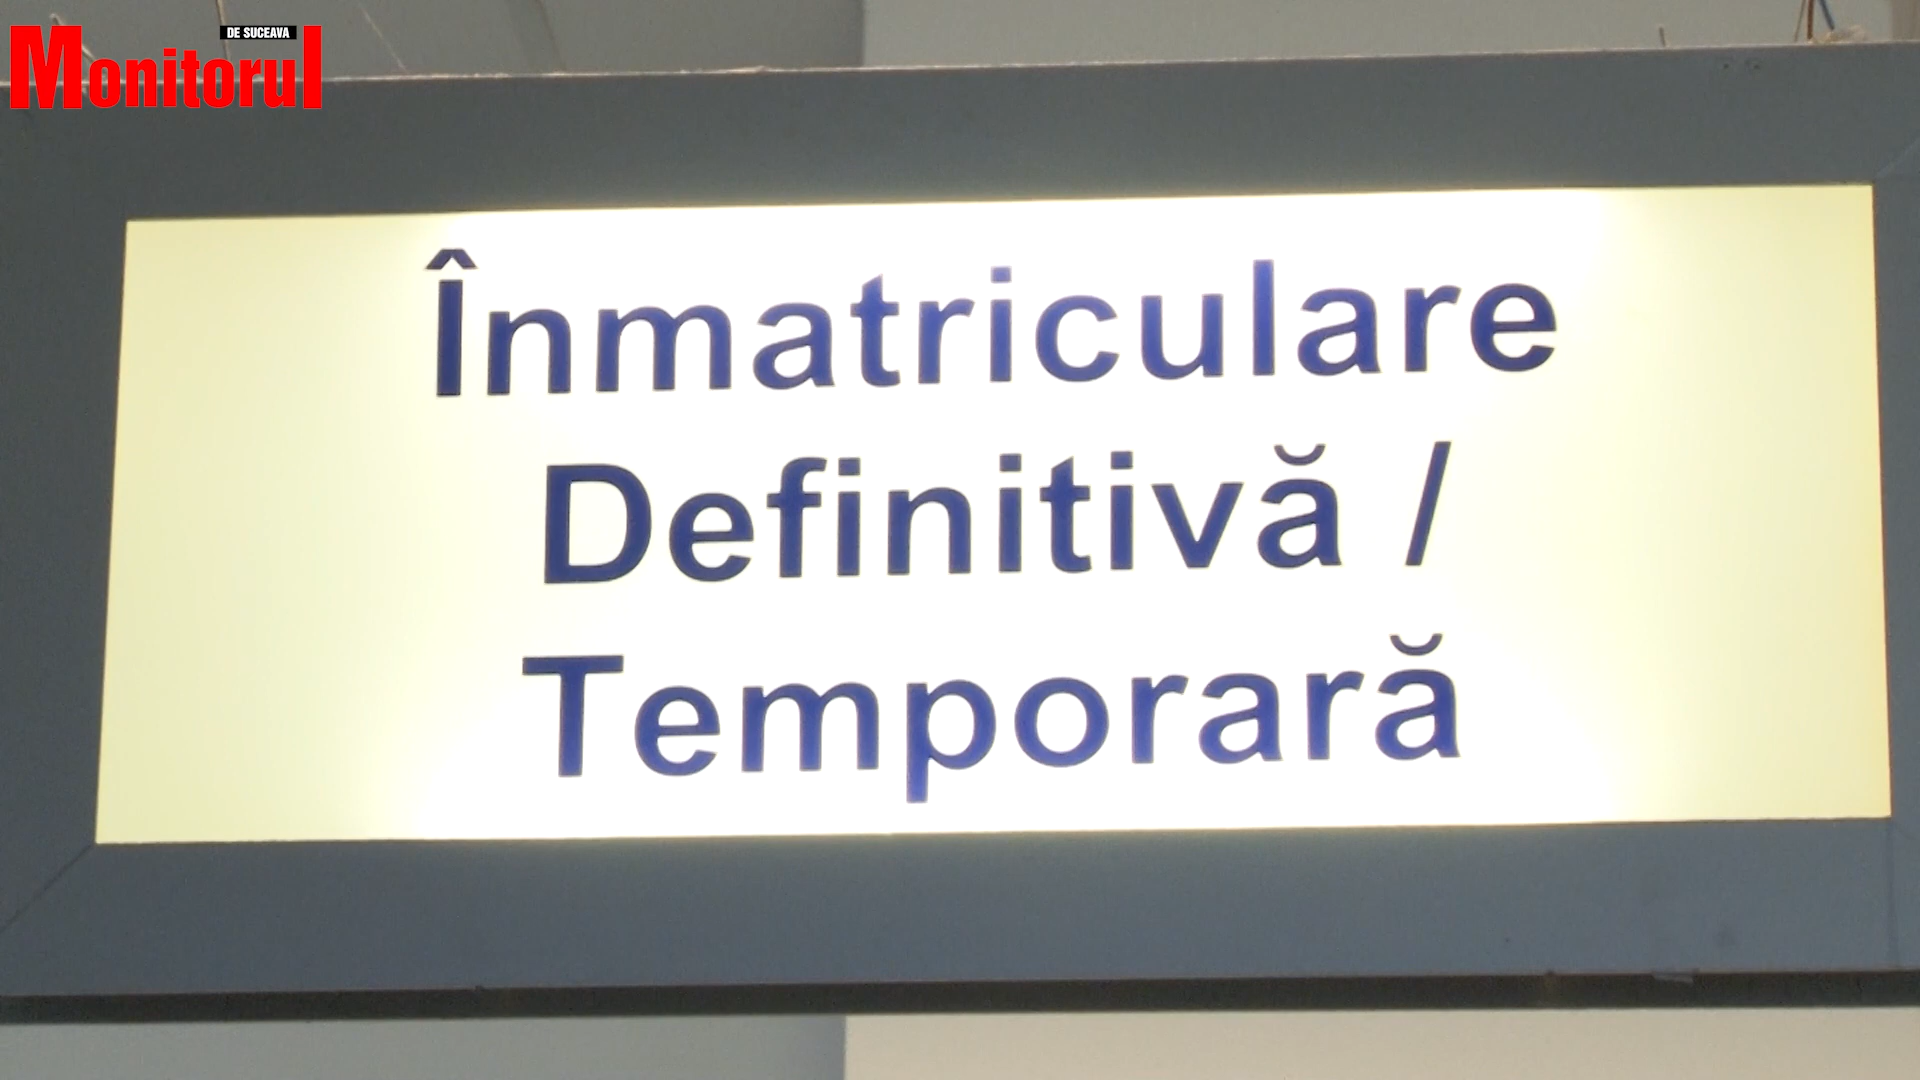 Monitorul
DE SUCEAVA
Înmatriculare
Definitivă /
Temporară